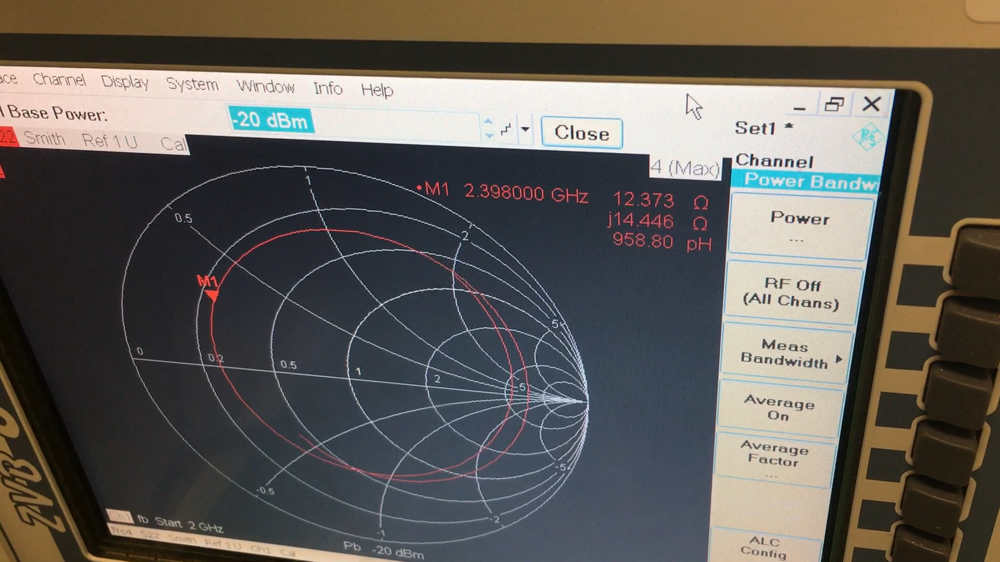 Channel Display System Window Info Help
Base Power: -20 dBm Close
22 Smith Ref 1 U Cal
Set1 *
R&S
Channel
4 (Max)
Power Bandw
•M1 2.398000 GHz 12.373 Ω
j14.446 Ω
958.80 pH
Power
...
RF Off
(All Chans)
Meas
Bandwidth
Average
On
Average
Factor
...
ALC
Config
1
0.5
2
M1
5
0
0.2
0.5
1
2
5
-5
-0.5
-2
-1
Ch1 fb Start 2 GHz
Pb -20 dBm
Trc4 S22 Smith Ref 1 U Ch1 Cal
ZVB